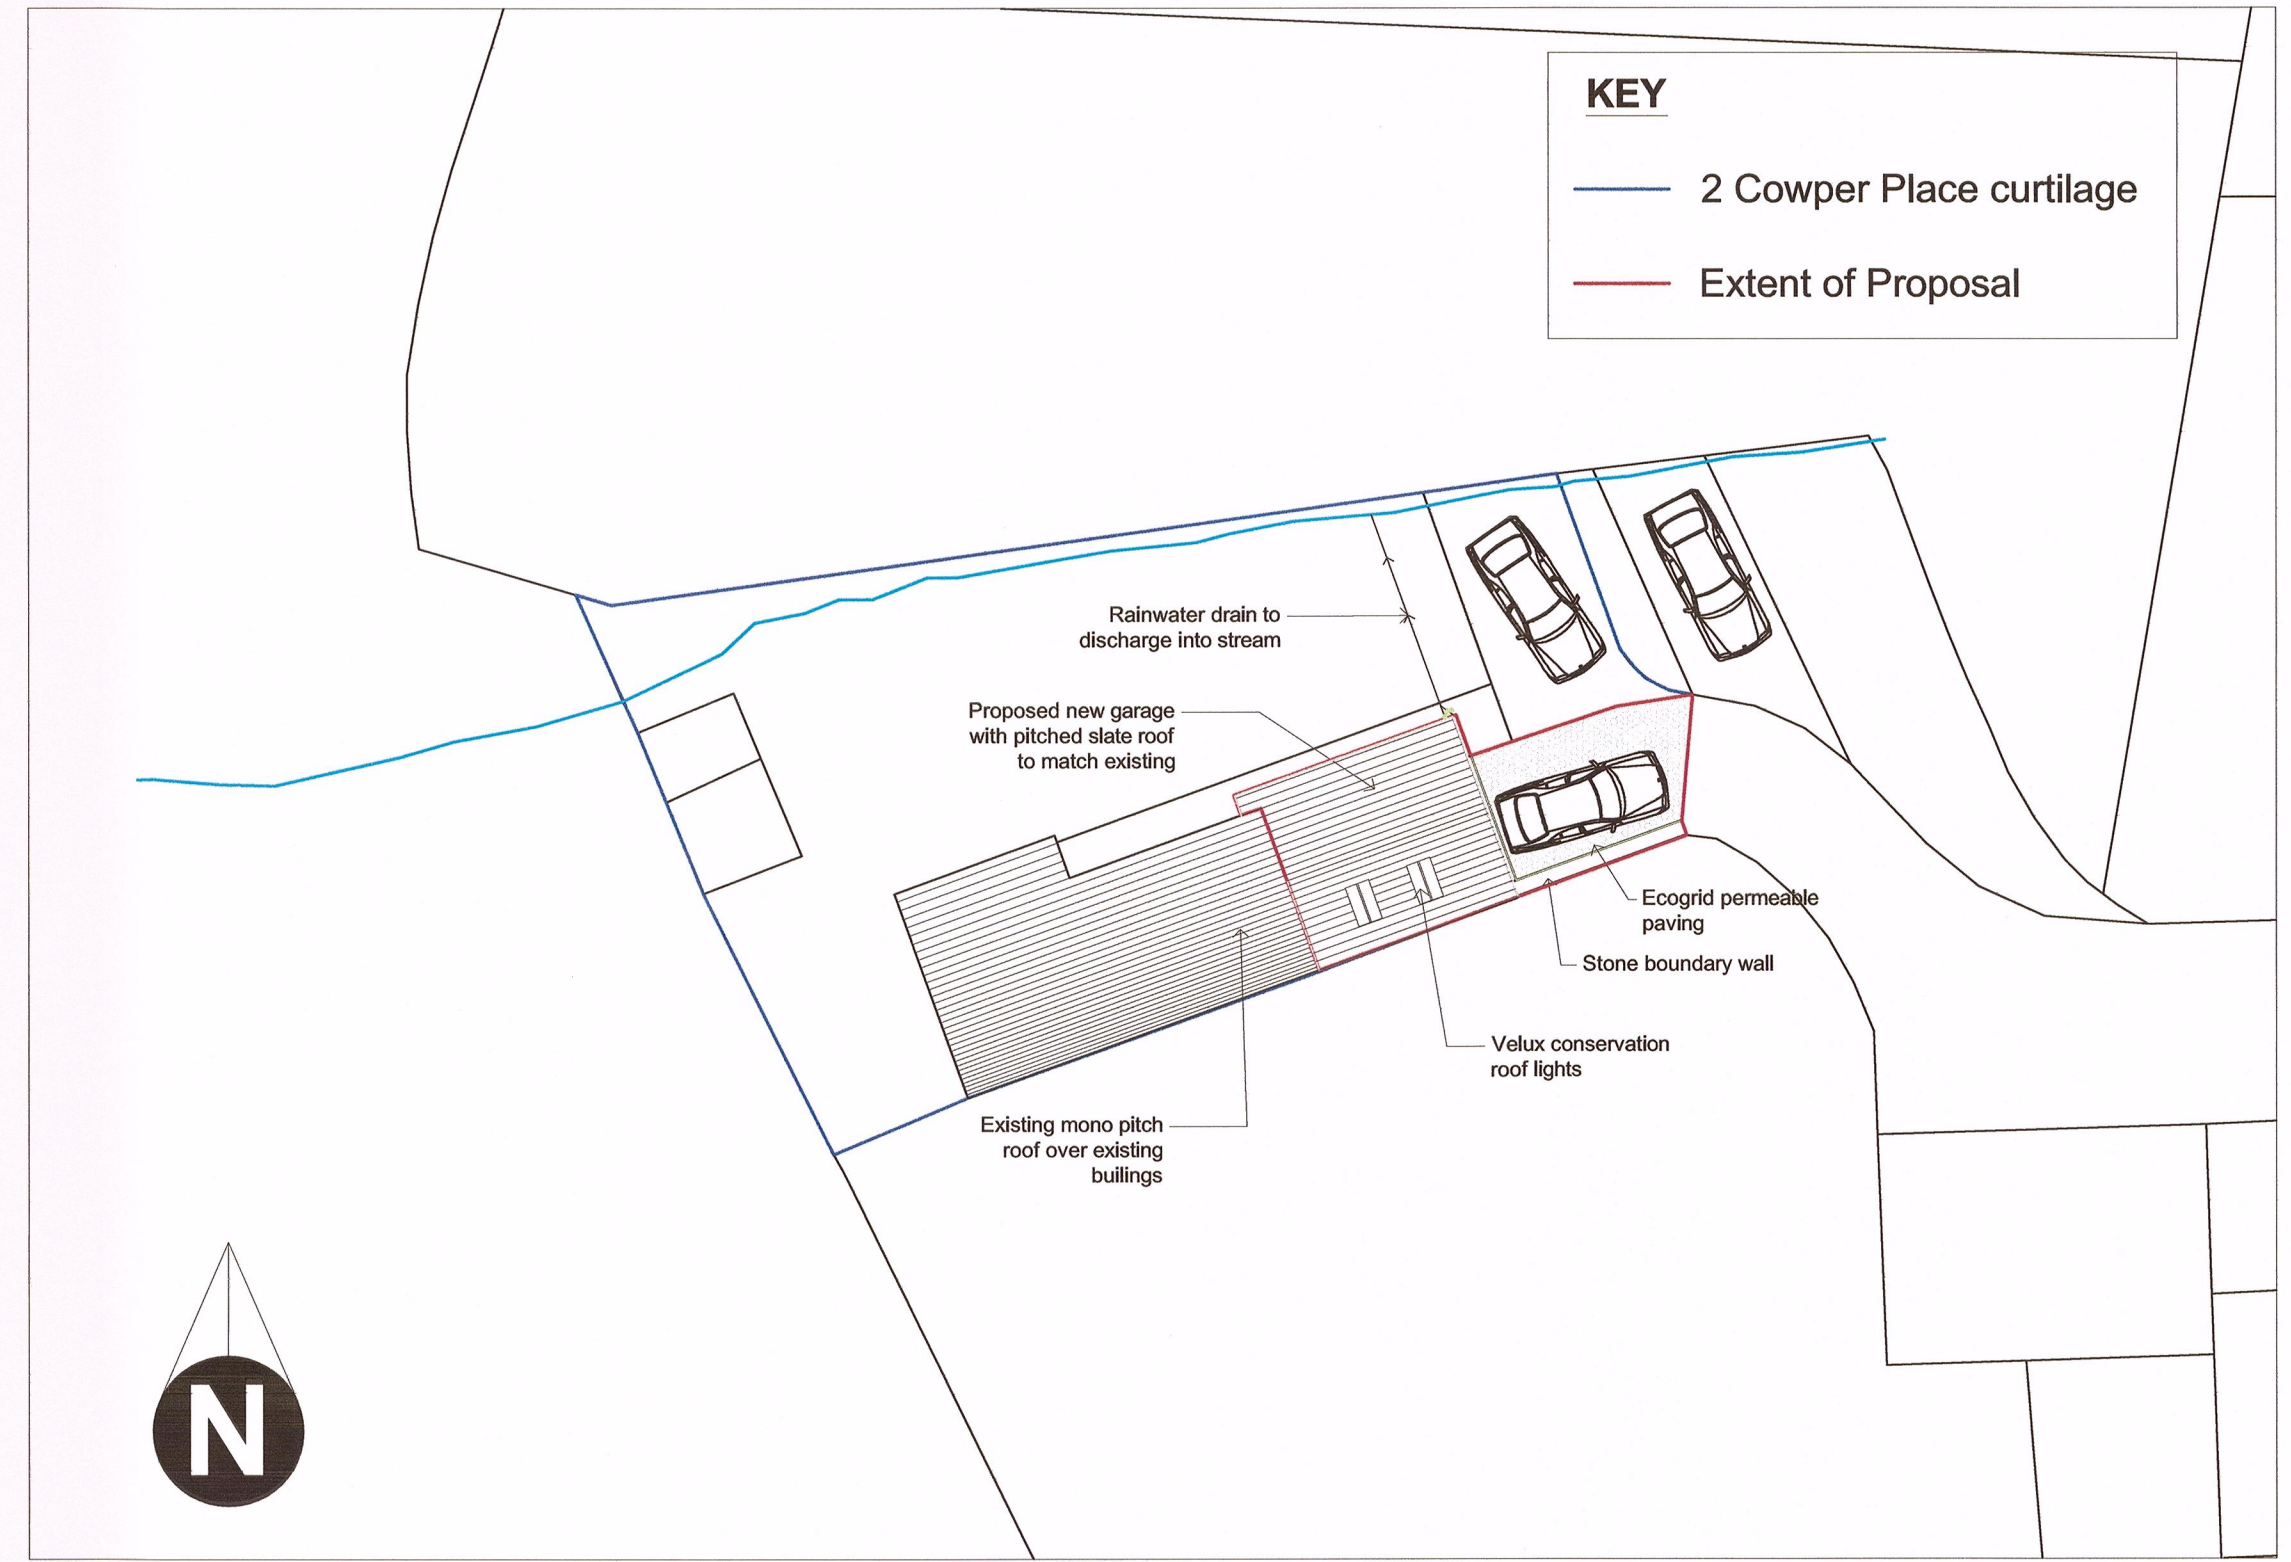 KEY
2 Cowper Place curtilage
Extent of Proposal
Rainwater drain to
discharge into stream
Proposed new garage
with pitched slate roof
to match existing
Ecogrid permeable
paving
Stone boundary wall
Velux conservation
roof lights
Existing mono pitch
roof over existing
builings
N